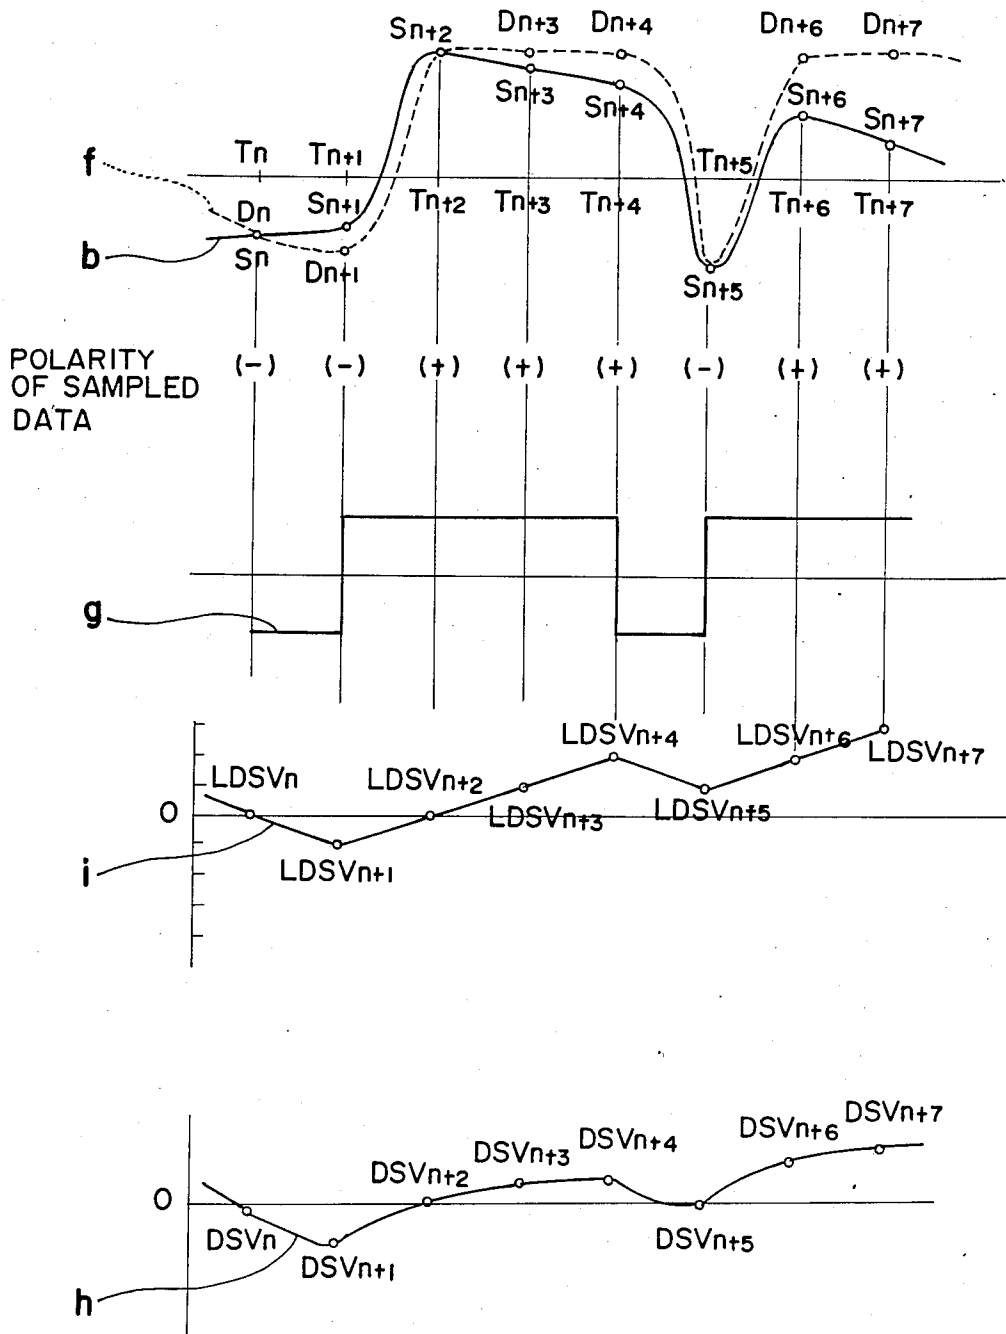 Sn+2 Dn+3 Dn+4 Dn+6 Dn+7
Sn+3 Sn+4 Sn+6 Sn+7
f Tn Tn+1 Tn+5
Dn Sn+1 Tn+2 Tn+3 Tn+4 Tn+6 Tn+7
b Sn Dn+1 Sn+5
POLARITY (-) (-) (+) (+) (+) (-) (+) (+)
OF SAMPLED
DATA
g
LDSVn LDSVn+2 LDSVn+4 LDSVn+6 LDSVn+7
O LDSVn+3 LDSVn+5
i LDSVn+1
DSVn+2 DSVn+3 DSVn+4 DSVn+6 DSVn+7
O
DSVn DSVn+1 DSVn+5
h